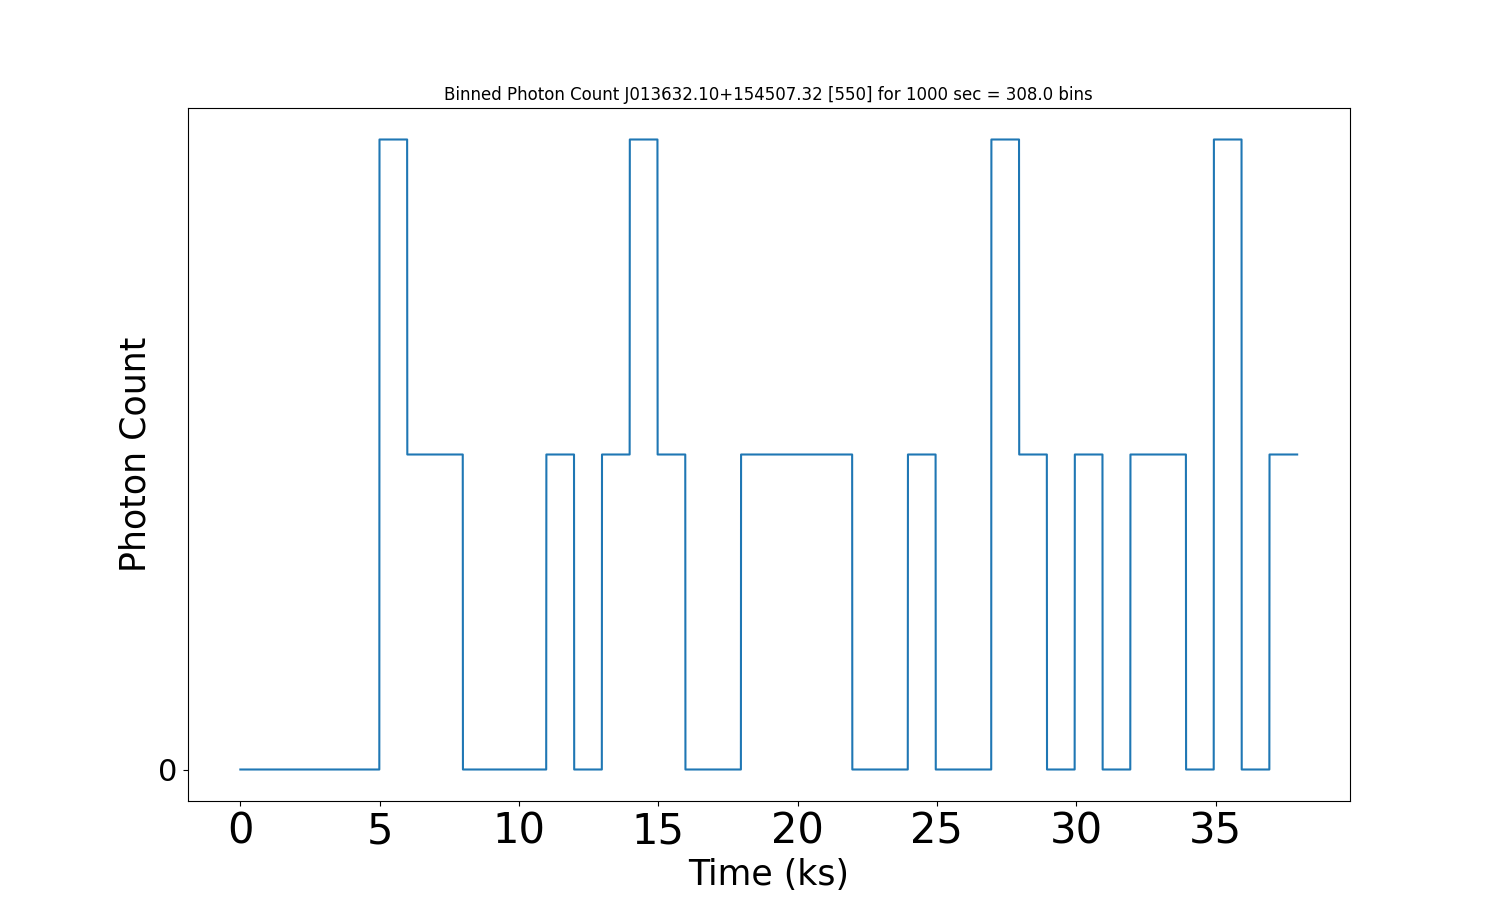 Binned Photon Count J013632.10+154507.32 [550] for 1000 sec = 308.0 bins
Photon Count
0
0 5 10 15 20 25 30 35
Time (ks)